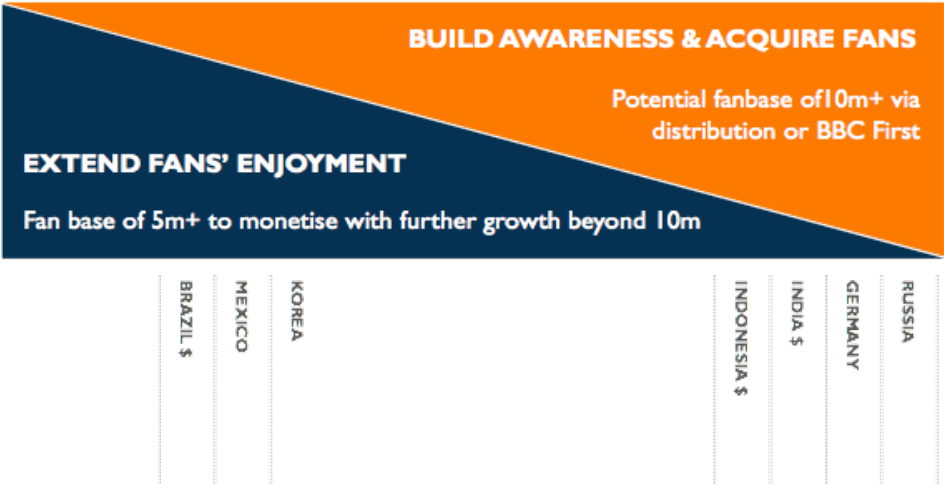 BUILD AWARENESS & ACQUIRE FANS
Potential fanbase of10m+ via
distribution or BBC First
EXTEND FANS' ENJOYMENT
Fan base of 5m+ to monetise with further growth beyond 10m
BRAZIL $
MEXICO
KOREA
INDONESIA $
INDIA $
GERMANY
RUSSIA